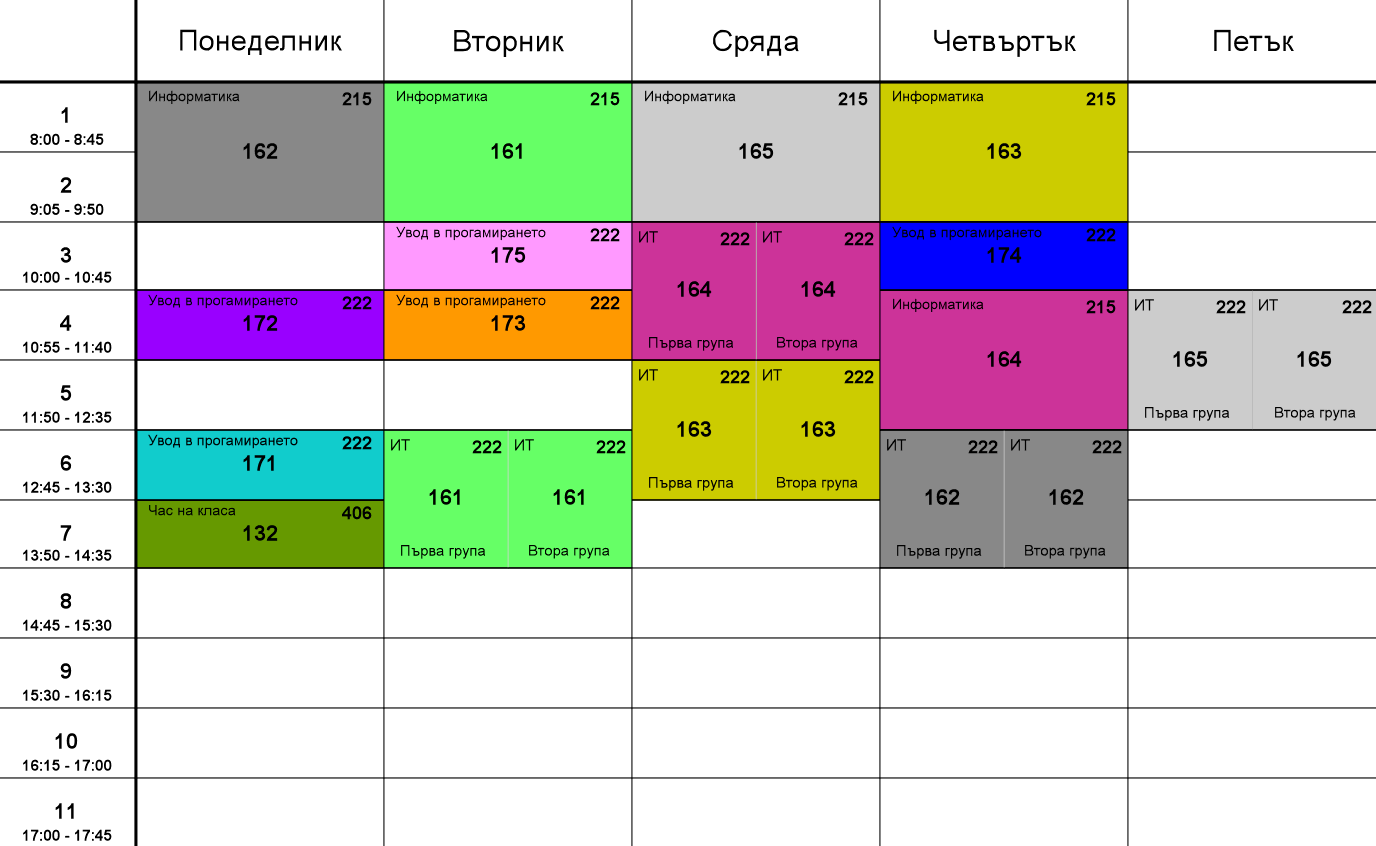 Понеделник Вторник Сряда Четвъртък Петък
1
8:00 - 8:45
2
9:05 - 9:50
Информатика 215
162
Информатика 215
161
Информатика 215
165
Информатика 215
163
3
10:00 - 10:45
Увод в прогамирането 222
175
ИТ 222 ИТ 222
164 164
Първа група Втора група
Увод в прогамирането 222
174
4
10:55 - 11:40
Увод в прогамирането 222
172
Увод в прогамирането 222
173
Информатика 215
164
ИТ 222 ИТ 222
165 165
Първа група Втора група
5
11:50 - 12:35
ИТ 222 ИТ 222
163 163
Първа група Втора група
6
12:45 - 13:30
Увод в прогамирането 222
171
ИТ 222 ИТ 222
161 161
Първа група Втора група
ИТ 222 ИТ 222
162 162
Първа група Втора група
7
13:50 - 14:35
Час на класа 406
132
8
14:45 - 15:30
9
15:30 - 16:15
10
16:15 - 17:00
11
17:00 - 17:45